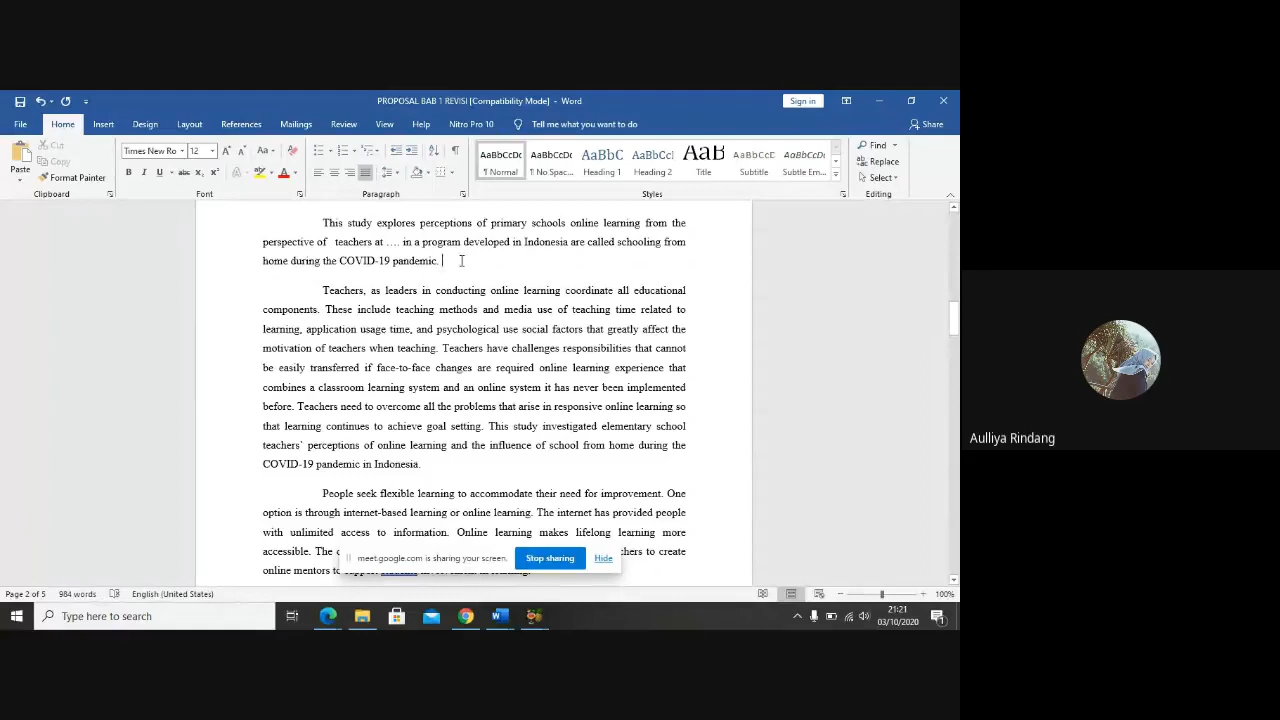 PROPOSAL BAB 1 REVISI [Compatibility Mode] - Word
Sign in
File Home Insert Design Layout References Mailings Review View Help Nitro Pro 10 Tell me what you want to do Share
Paste
Cut
Copy
Format Painter
Clipboard
Times New Ro 12
Font
Paragraph
AaBbCcDc AaBbCcDc AaBbC AaBbCcI AaB AaBbCcD AaBbCcDc
¶ Normal ¶ No Spac... Heading 1 Heading 2 Title Subtitle Subtle Em...
Styles
Find
Replace
Select
Editing
This study explores perceptions of primary schools online learning from the
perspective of teachers at …. in a program developed in Indonesia are called schooling from
home during the COVID-19 pandemic.
Teachers, as leaders in conducting online learning coordinate all educational
components. These include teaching methods and media use of teaching time related to
learning, application usage time, and psychological use social factors that greatly affect the
motivation of teachers when teaching. Teachers have challenges responsibilities that cannot
be easily transferred if face-to-face changes are required online learning experience that
combines a classroom learning system and an online system it has never been implemented
before. Teachers need to overcome all the problems that arise in responsive online learning so
that learning continues to achieve goal setting. This study investigated elementary school
teachers’ perceptions of online learning and the influence of school from home during the
COVID-19 pandemic in Indonesia.
People seek flexible learning to accommodate their need for improvement. One
option is through internet-based learning or online learning. The internet has provided people
with unlimited access to information. Online learning makes lifelong learning more
accessible. The to create
online mentors to
meet.google.com is sharing your screen.
Stop sharing
Hide
Page 2 of 5 984 words English (United States) 100%
Type here to search
21:21
03/10/2020
Aulliya Rindang